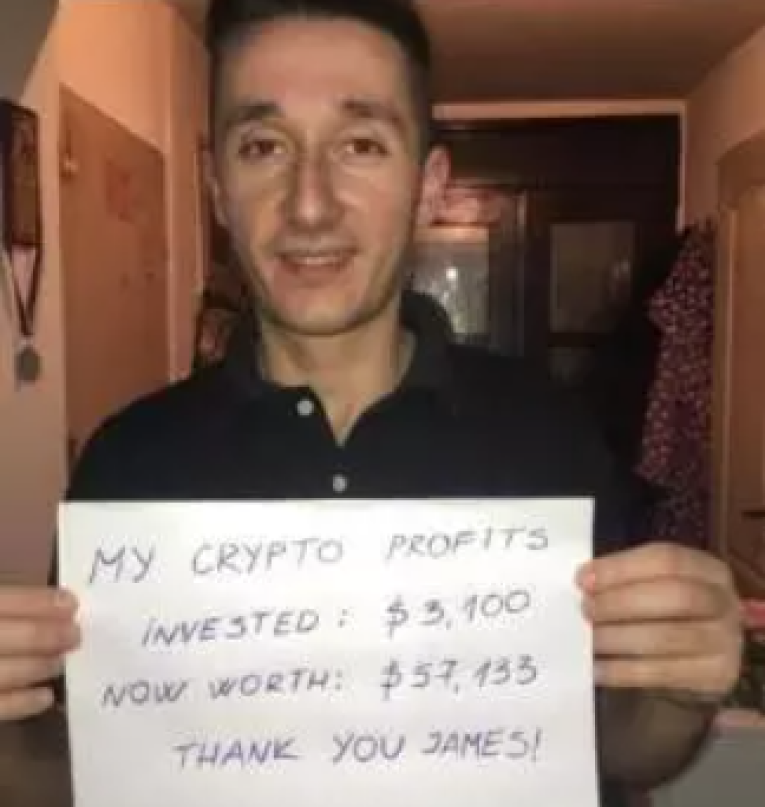 MY CRYPTO PROFITS
INVESTED: $3,100
NOW WORTH: $57,133
THANK YOU JAMES!